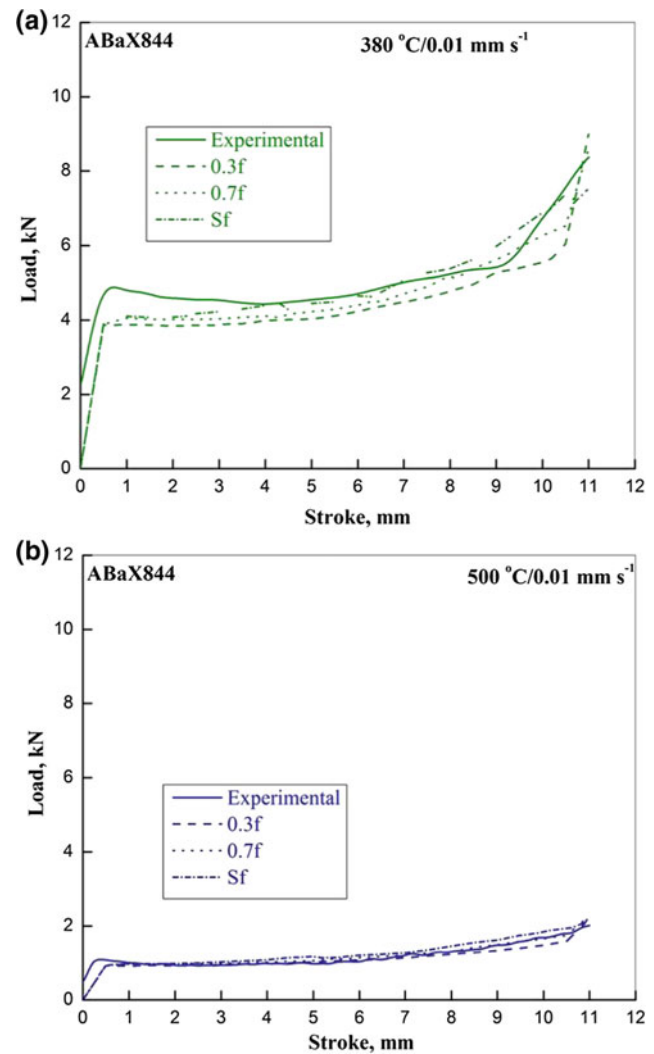 (a)
ABaX844 380 °C/0.01 mm s⁻¹
12
10
8
6
4
2
0
Load, kN
Experimental
0.3f
0.7f
Sf
0 1 2 3 4 5 6 7 8 9 10 11 12
Stroke, mm
(b)
ABaX844 500 °C/0.01 mm s⁻¹
12
10
8
6
4
2
0
Load, kN
Experimental
0.3f
0.7f
Sf
0 1 2 3 4 5 6 7 8 9 10 11 12
Stroke, mm